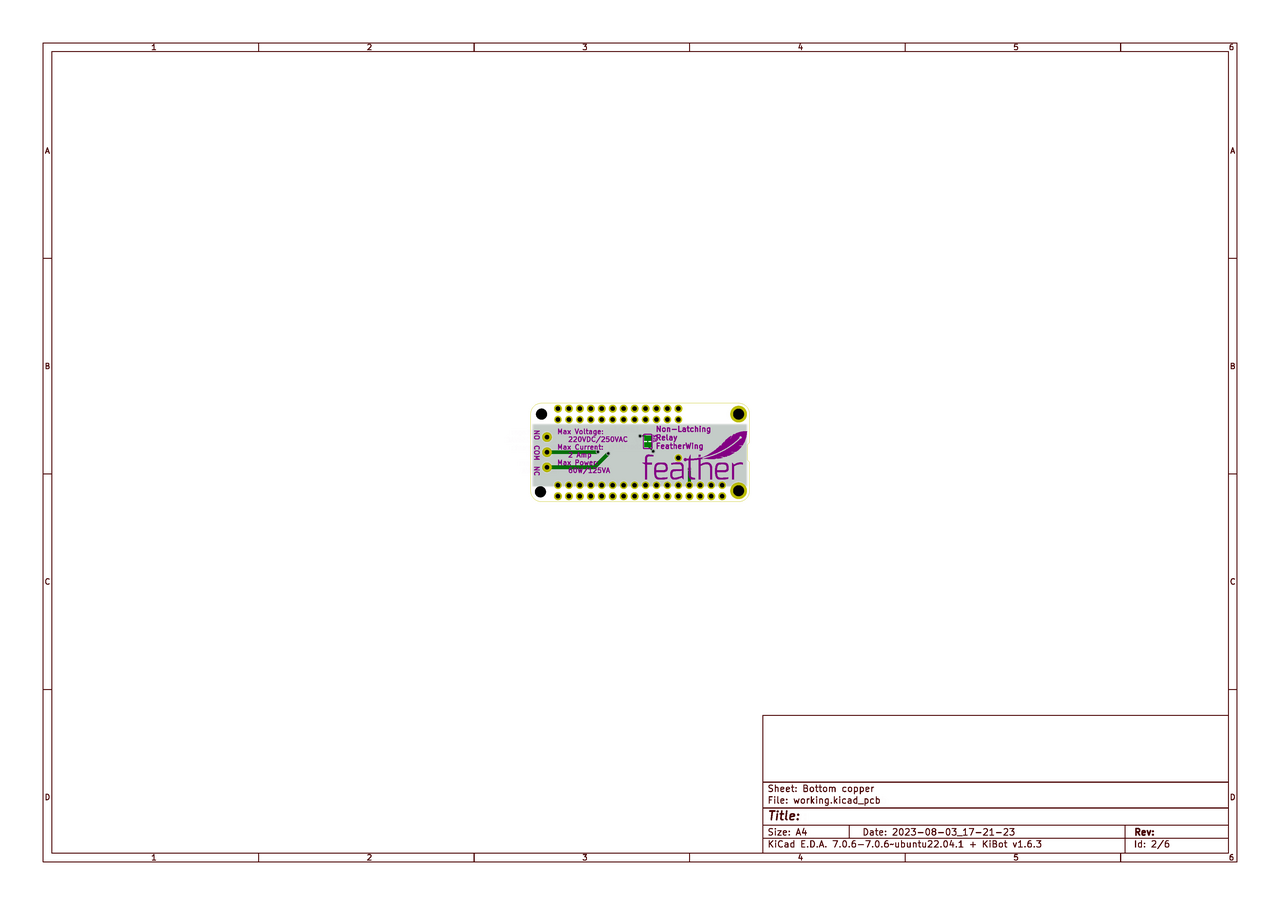 1 2 3 4 5 6
A A
B B
C C
D D
Max Voltage:
220VDC/250VAC
Max Current:
2 Amp
Max Power:
60W/125VA
NO COM NC
Non-Latching
Relay
FeatherWing
feather
Sheet: Bottom copper
File: working.kicad_pcb
Title:
Size: A4 Date: 2023-08-03_17-21-23 Rev:
KiCad E.D.A. 7.0.6-7.0.6~ubuntu22.04.1 + KiBot v1.6.3 Id: 2/6
1 2 3 4 5 6